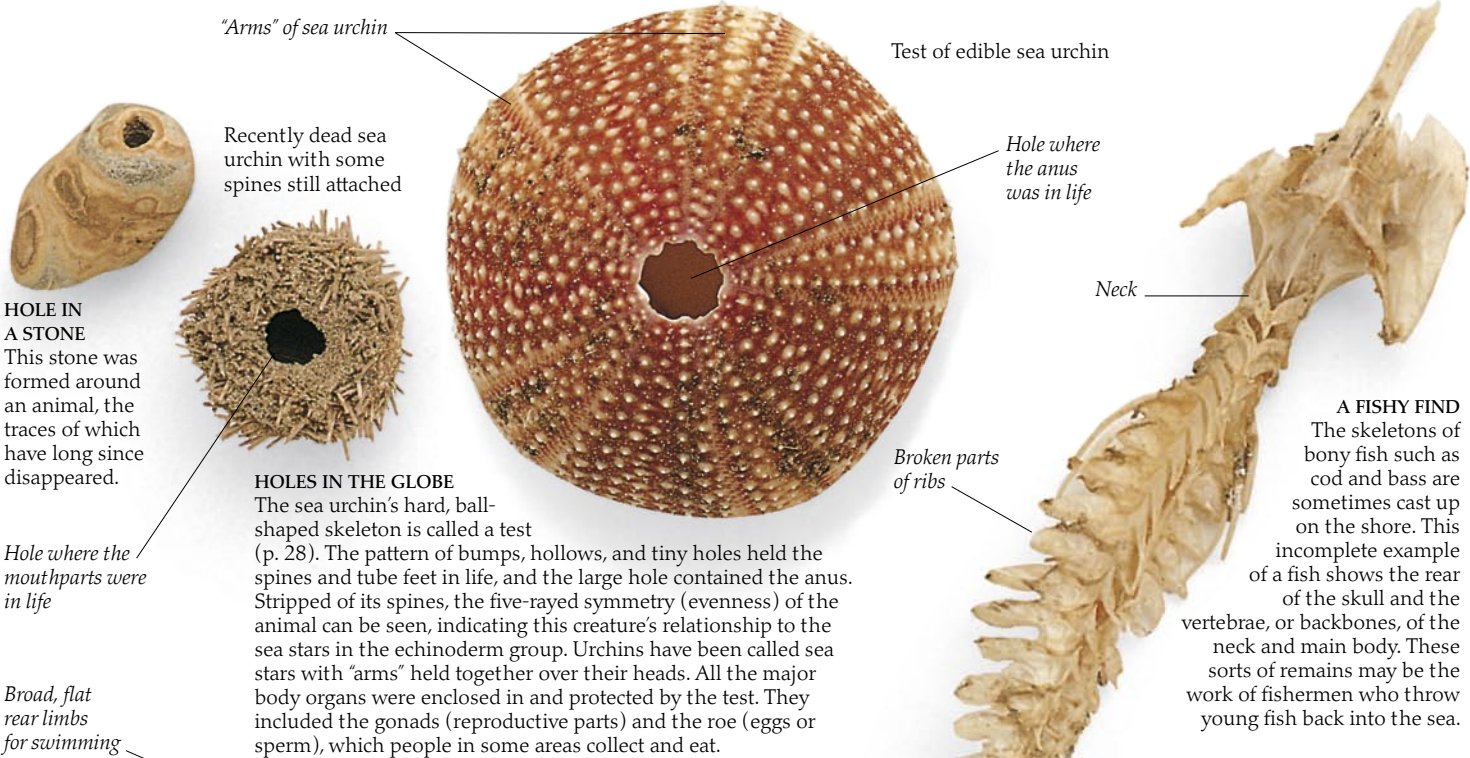 "Arms" of sea urchin
Test of edible sea urchin
Recently dead sea
urchin with some
spines still attached
Hole where
the anus
was in life
Neck
HOLE IN
A STONE
This stone was
formed around
an animal, the
traces of which
have long since
disappeared.
Hole where the
mouthparts were
in life
Broad, flat
rear limbs
for swimming
HOLES IN THE GLOBE
The sea urchin's hard, ball-
shaped skeleton is called a test
(p. 28). The pattern of bumps, hollows, and tiny holes held the
spines and tube feet in life, and the large hole contained the anus.
Stripped of its spines, the five-rayed symmetry (evenness) of the
animal can be seen, indicating this creature's relationship to the
sea stars in the echinoderm group. Urchins have been called sea
stars with "arms" held together over their heads. All the major
body organs were enclosed in and protected by the test. They
included the gonads (reproductive parts) and the roe (eggs or
sperm), which people in some areas collect and eat.
Broken parts
of ribs
A FISHY FIND
The skeletons of
bony fish such as
cod and bass are
sometimes cast up
on the shore. This
incomplete example
of a fish shows the rear
of the skull and the
vertebrae, or backbones, of the
neck and main body. These
sorts of remains may be the
work of fishermen who throw
young fish back into the sea.